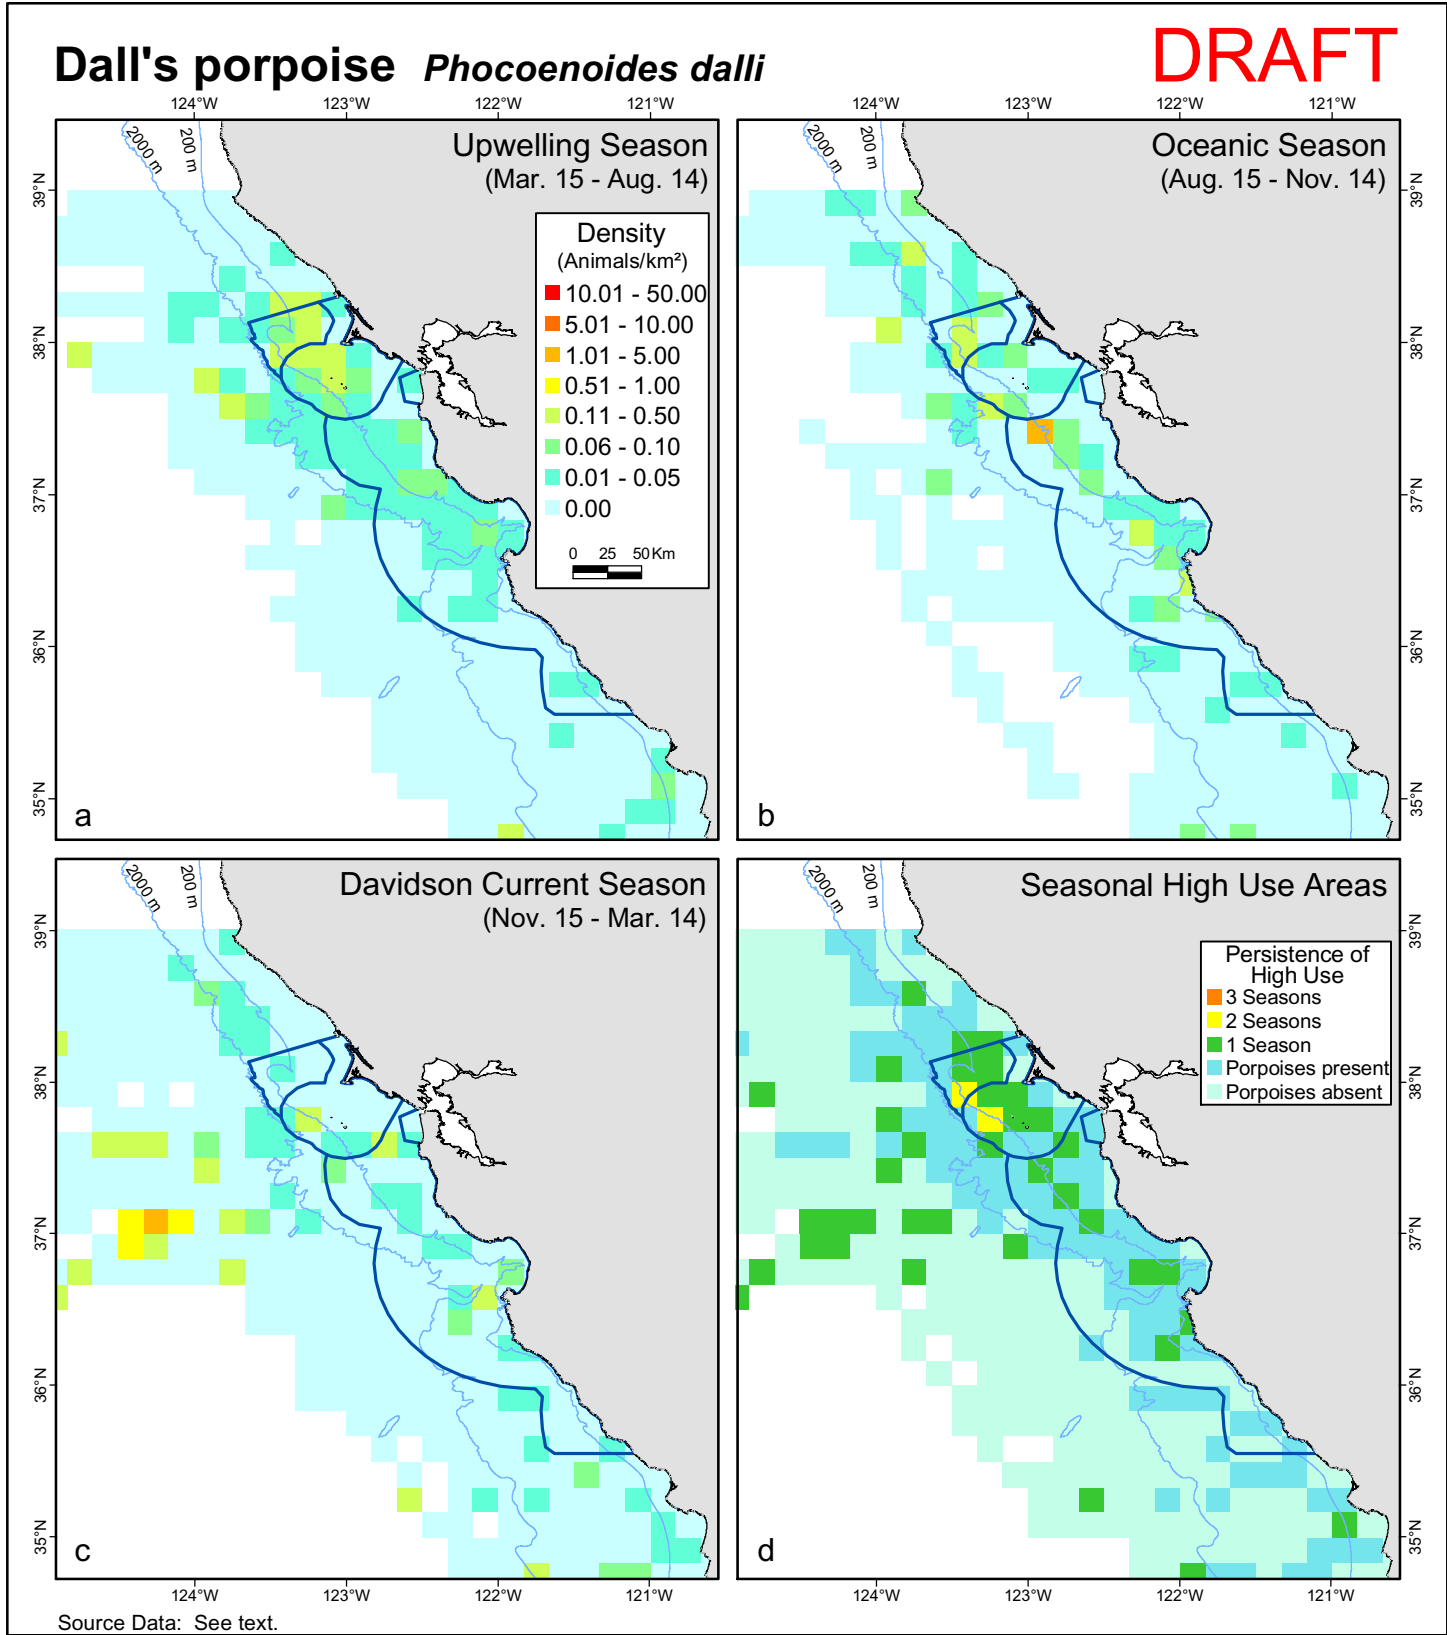 Dall's porpoise Phocoenoides dalli
DRAFT
124°W 123°W 122°W 121°W
124°W 123°W 122°W 121°W
2000 m
200 m
Upwelling Season
(Mar. 15 - Aug. 14)
39°N
38°N
37°N
36°N
35°N
Density
(Animals/km²)
10.01 - 50.00
5.01 - 10.00
1.01 - 5.00
0.51 - 1.00
0.11 - 0.50
0.06 - 0.10
0.01 - 0.05
0.00
0 25 50 Km
a
2000 m
200 m
Oceanic Season
(Aug. 15 - Nov. 14)
39°N
38°N
37°N
36°N
35°N
b
2000 m
200 m
Davidson Current Season
(Nov. 15 - Mar. 14)
39°N
38°N
37°N
36°N
35°N
c
2000 m
200 m
Seasonal High Use Areas
Persistence of
High Use
3 Seasons
2 Seasons
1 Season
Porpoises present
Porpoises absent
39°N
38°N
37°N
36°N
35°N
d
124°W 123°W 122°W 121°W
124°W 123°W 122°W 121°W
Source Data: See text.